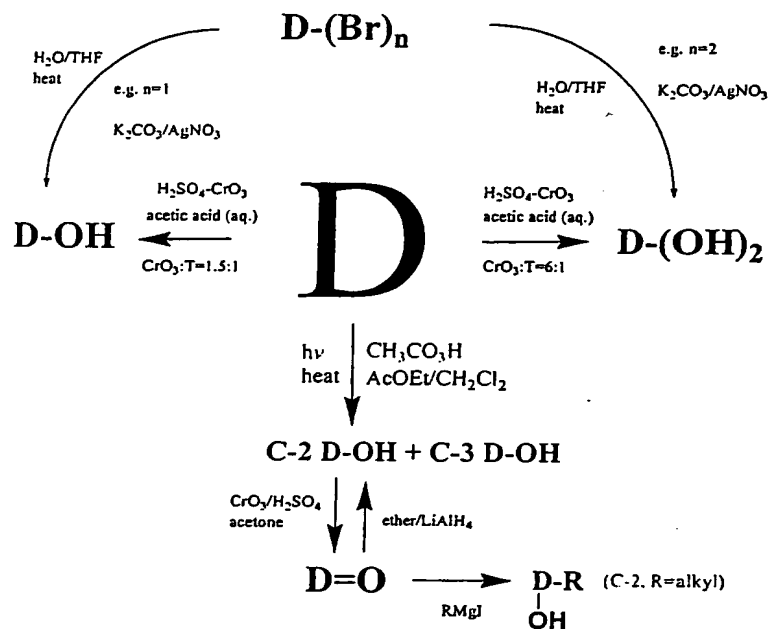 D-(Br)n
H2O/THF
heat
e.g. n=1
K2CO3/AgNO3
e.g. n=2
H2O/THF
heat
K2CO3/AgNO3
H2SO4-CrO3
acetic acid (aq.)
CrO3:T=1.5:1
D-OH
D
H2SO4-CrO3
acetic acid (aq.)
CrO3:T=6:1
D-(OH)2
hν
heat
CH3CO3H
AcOEt/CH2Cl2
C-2 D-OH + C-3 D-OH
CrO3/H2SO4
acetone
ether/LiAlH4
D=O
RMgI
D-R (C-2, R=alkyl)
OH